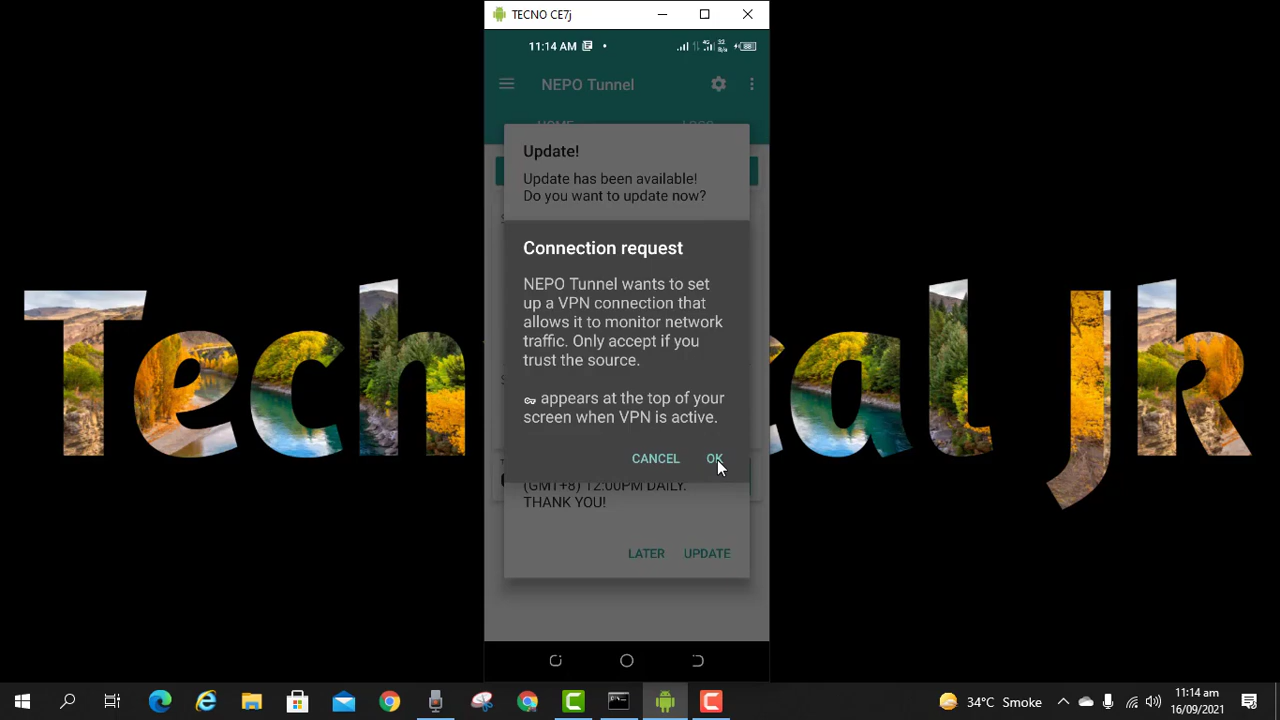 TECNO CE7j
11:14 AM
NEPO Tunnel
HOME
Update!
Update has been available!
Do you want to update now?
Connection request
NEPO Tunnel wants to set
up a VPN connection that
allows it to monitor network
traffic. Only accept if you
trust the source.
appears at the top of your
screen when VPN is active.
CANCEL OK
(GMT+8) 12:00PM DAILY.
THANK YOU!
LATER UPDATE
Tech
al Jk
34°C Smoke
11:14 am
16/09/2021